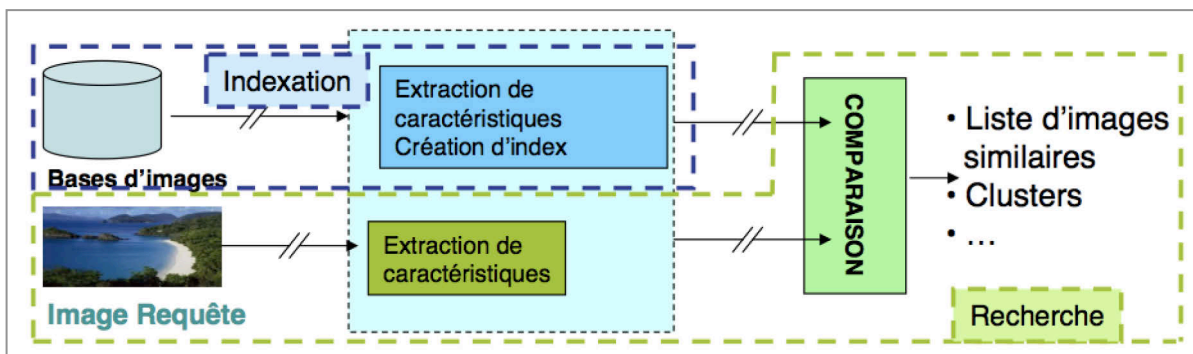 Indexation
Bases d'images
Extraction de
caractéristiques
Création d'index
Image Requête
Extraction de
caractéristiques
COMPARAISON
• Liste d'images
similaires
• Clusters
• ...
Recherche